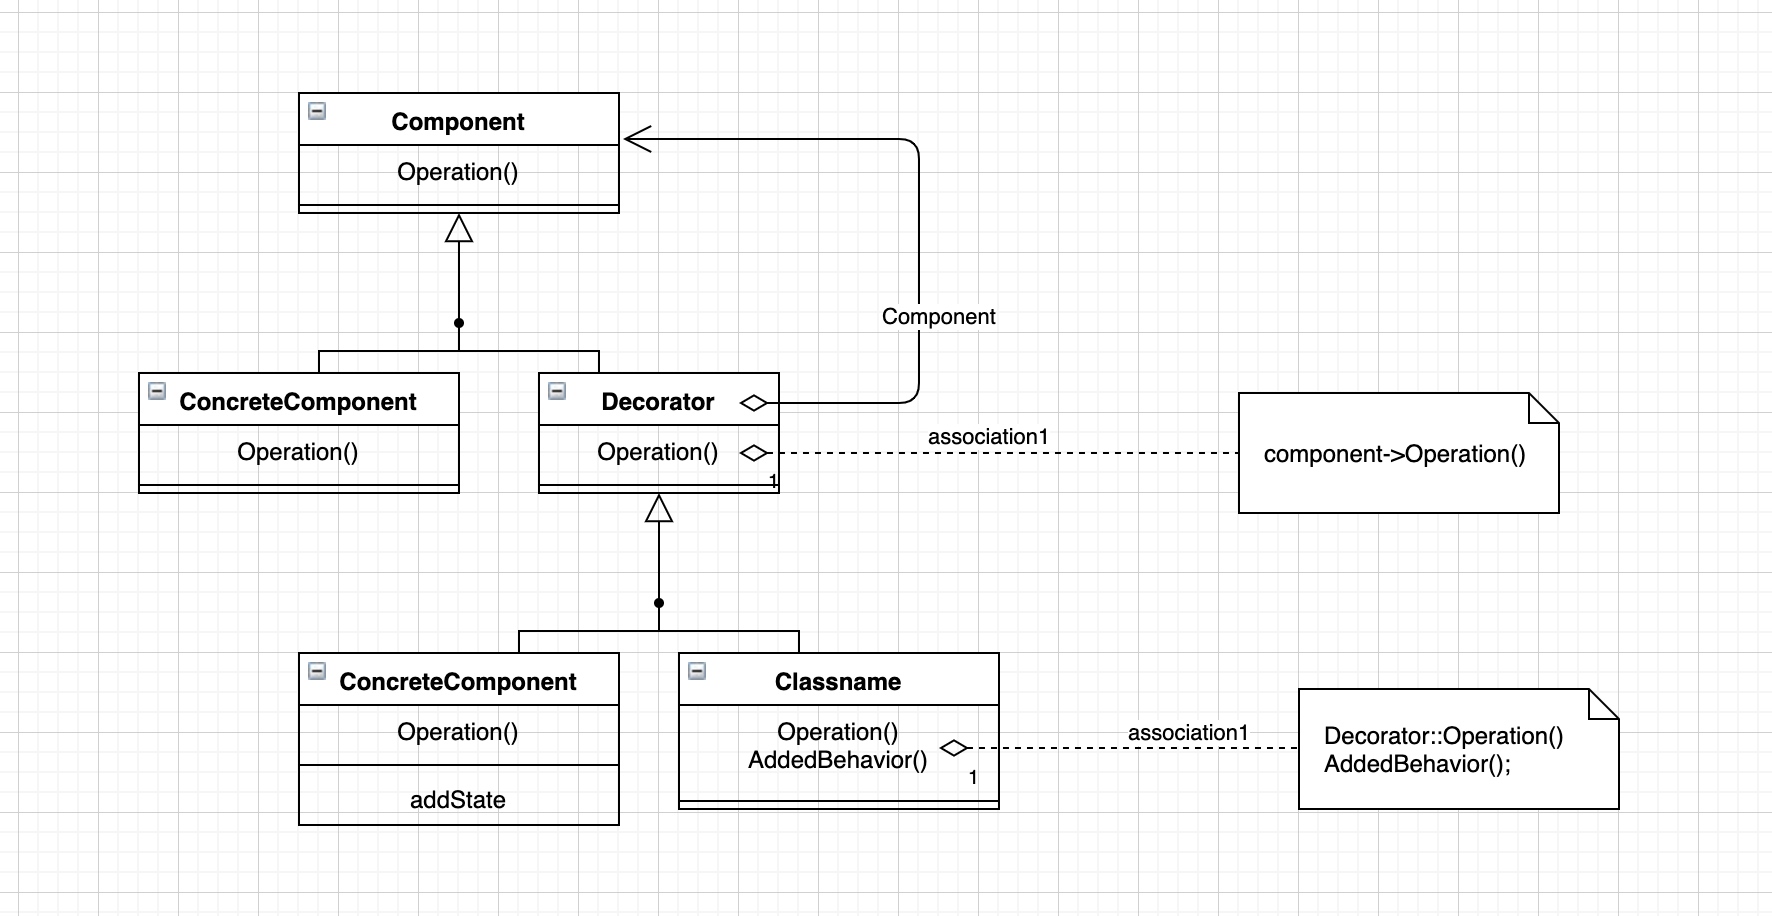 Component
Operation()
Component
ConcreteComponent
Operation()
Decorator
Operation()
1
association1
component->Operation()
ConcreteComponent
Operation()
addState
Classname
Operation()
AddedBehavior()
1
association1
Decorator::Operation()
AddedBehavior();